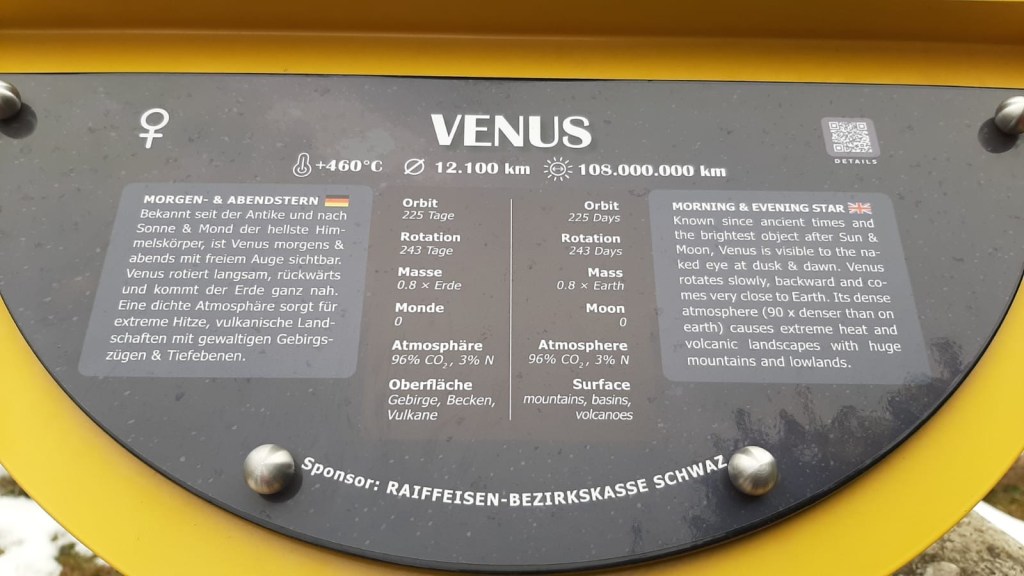 ♀
VENUS
DETAILS
+460°C ⌀ 12.100 km 108.000.000 km
MORGEN- & ABENDSTERN
Bekannt seit der Antike und nach
Sonne & Mond der hellste Him-
melskörper, ist Venus morgens &
abends mit freiem Auge sichtbar.
Venus rotiert langsam, rückwärts
und kommt der Erde ganz nah.
Eine dichte Atmosphäre sorgt für
extreme Hitze, vulkanische Land-
schaften mit gewaltigen Gebirgs-
zügen & Tiefebenen.
Orbit
225 Tage
Rotation
243 Tage
Masse
0.8 × Erde
Monde
0
Atmosphäre
96% CO₂, 3% N
Oberfläche
Gebirge, Becken,
Vulkane
Orbit
225 Days
Rotation
243 Days
Mass
0.8 × Earth
Moon
0
Atmosphere
96% CO₂, 3% N
Surface
mountains, basins,
volcanoes
MORNING & EVENING STAR
Known since ancient times and
the brightest object after Sun &
Moon, Venus is visible to the na-
ked eye at dusk & dawn. Venus
rotates slowly, backward and co-
mes very close to Earth. Its dense
atmosphere (90 x denser than on
earth) causes extreme heat and
volcanic landscapes with huge
mountains and lowlands.
Sponsor: RAIFFEISEN-BEZIRKSKASSE SCHWAZ